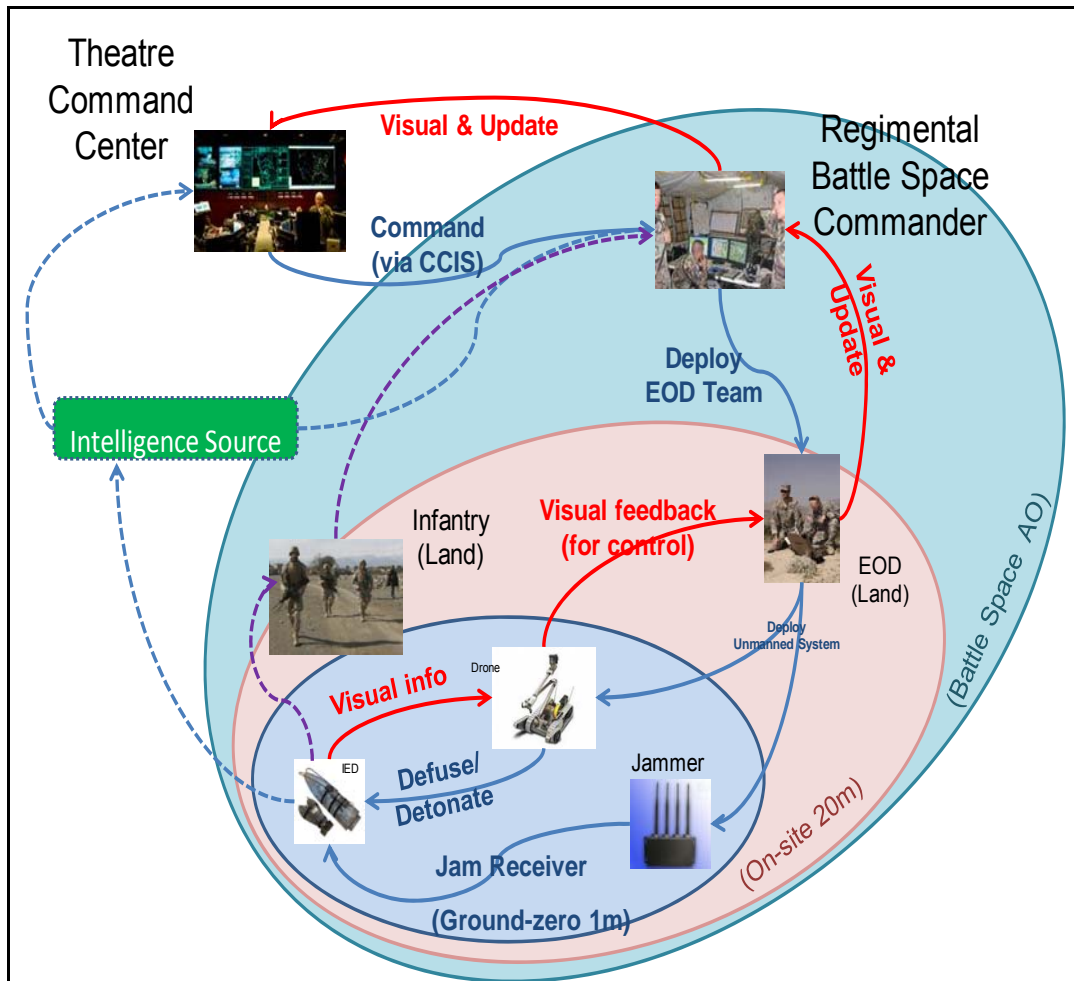 Theatre
Command
Center
Visual & Update
Regimental
Battle Space
Commander
Command
(via CCIS)
Visual &
Update
Deploy
EOD Team
Intelligence Source
Infantry
(Land)
Visual feedback
(for control)
EOD
(Land)
(Battle Space AO)
Deploy
Unmanned System
Drone
Visual info
IED
Defuse/
Detonate
Jammer
Jam Receiver
(On-site 20m)
(Ground-zero 1m)